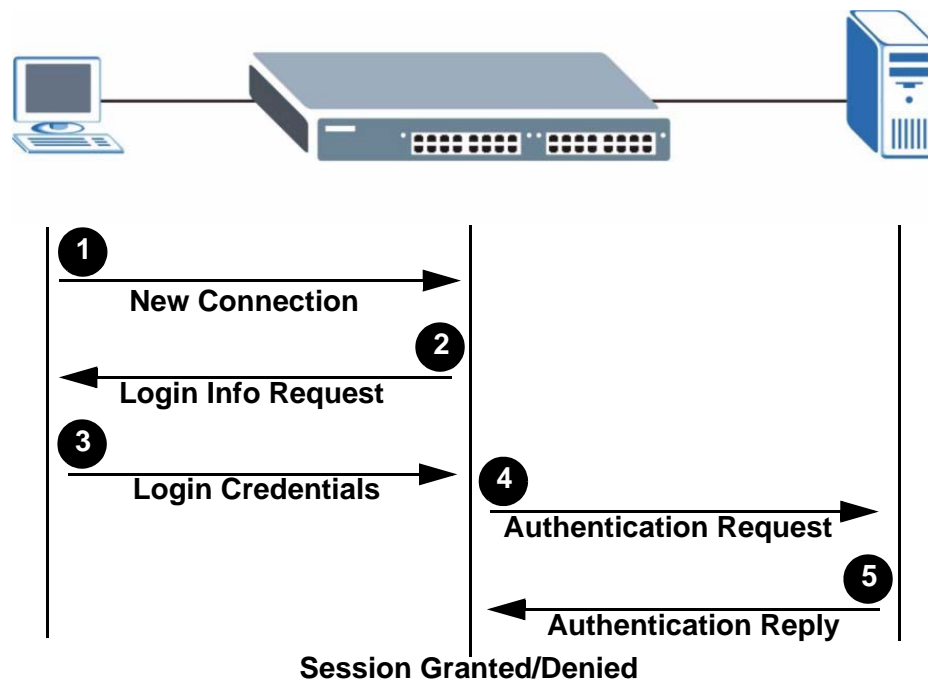 1
New Connection
2
Login Info Request
3
Login Credentials
4
Authentication Request
5
Authentication Reply
Session Granted/Denied